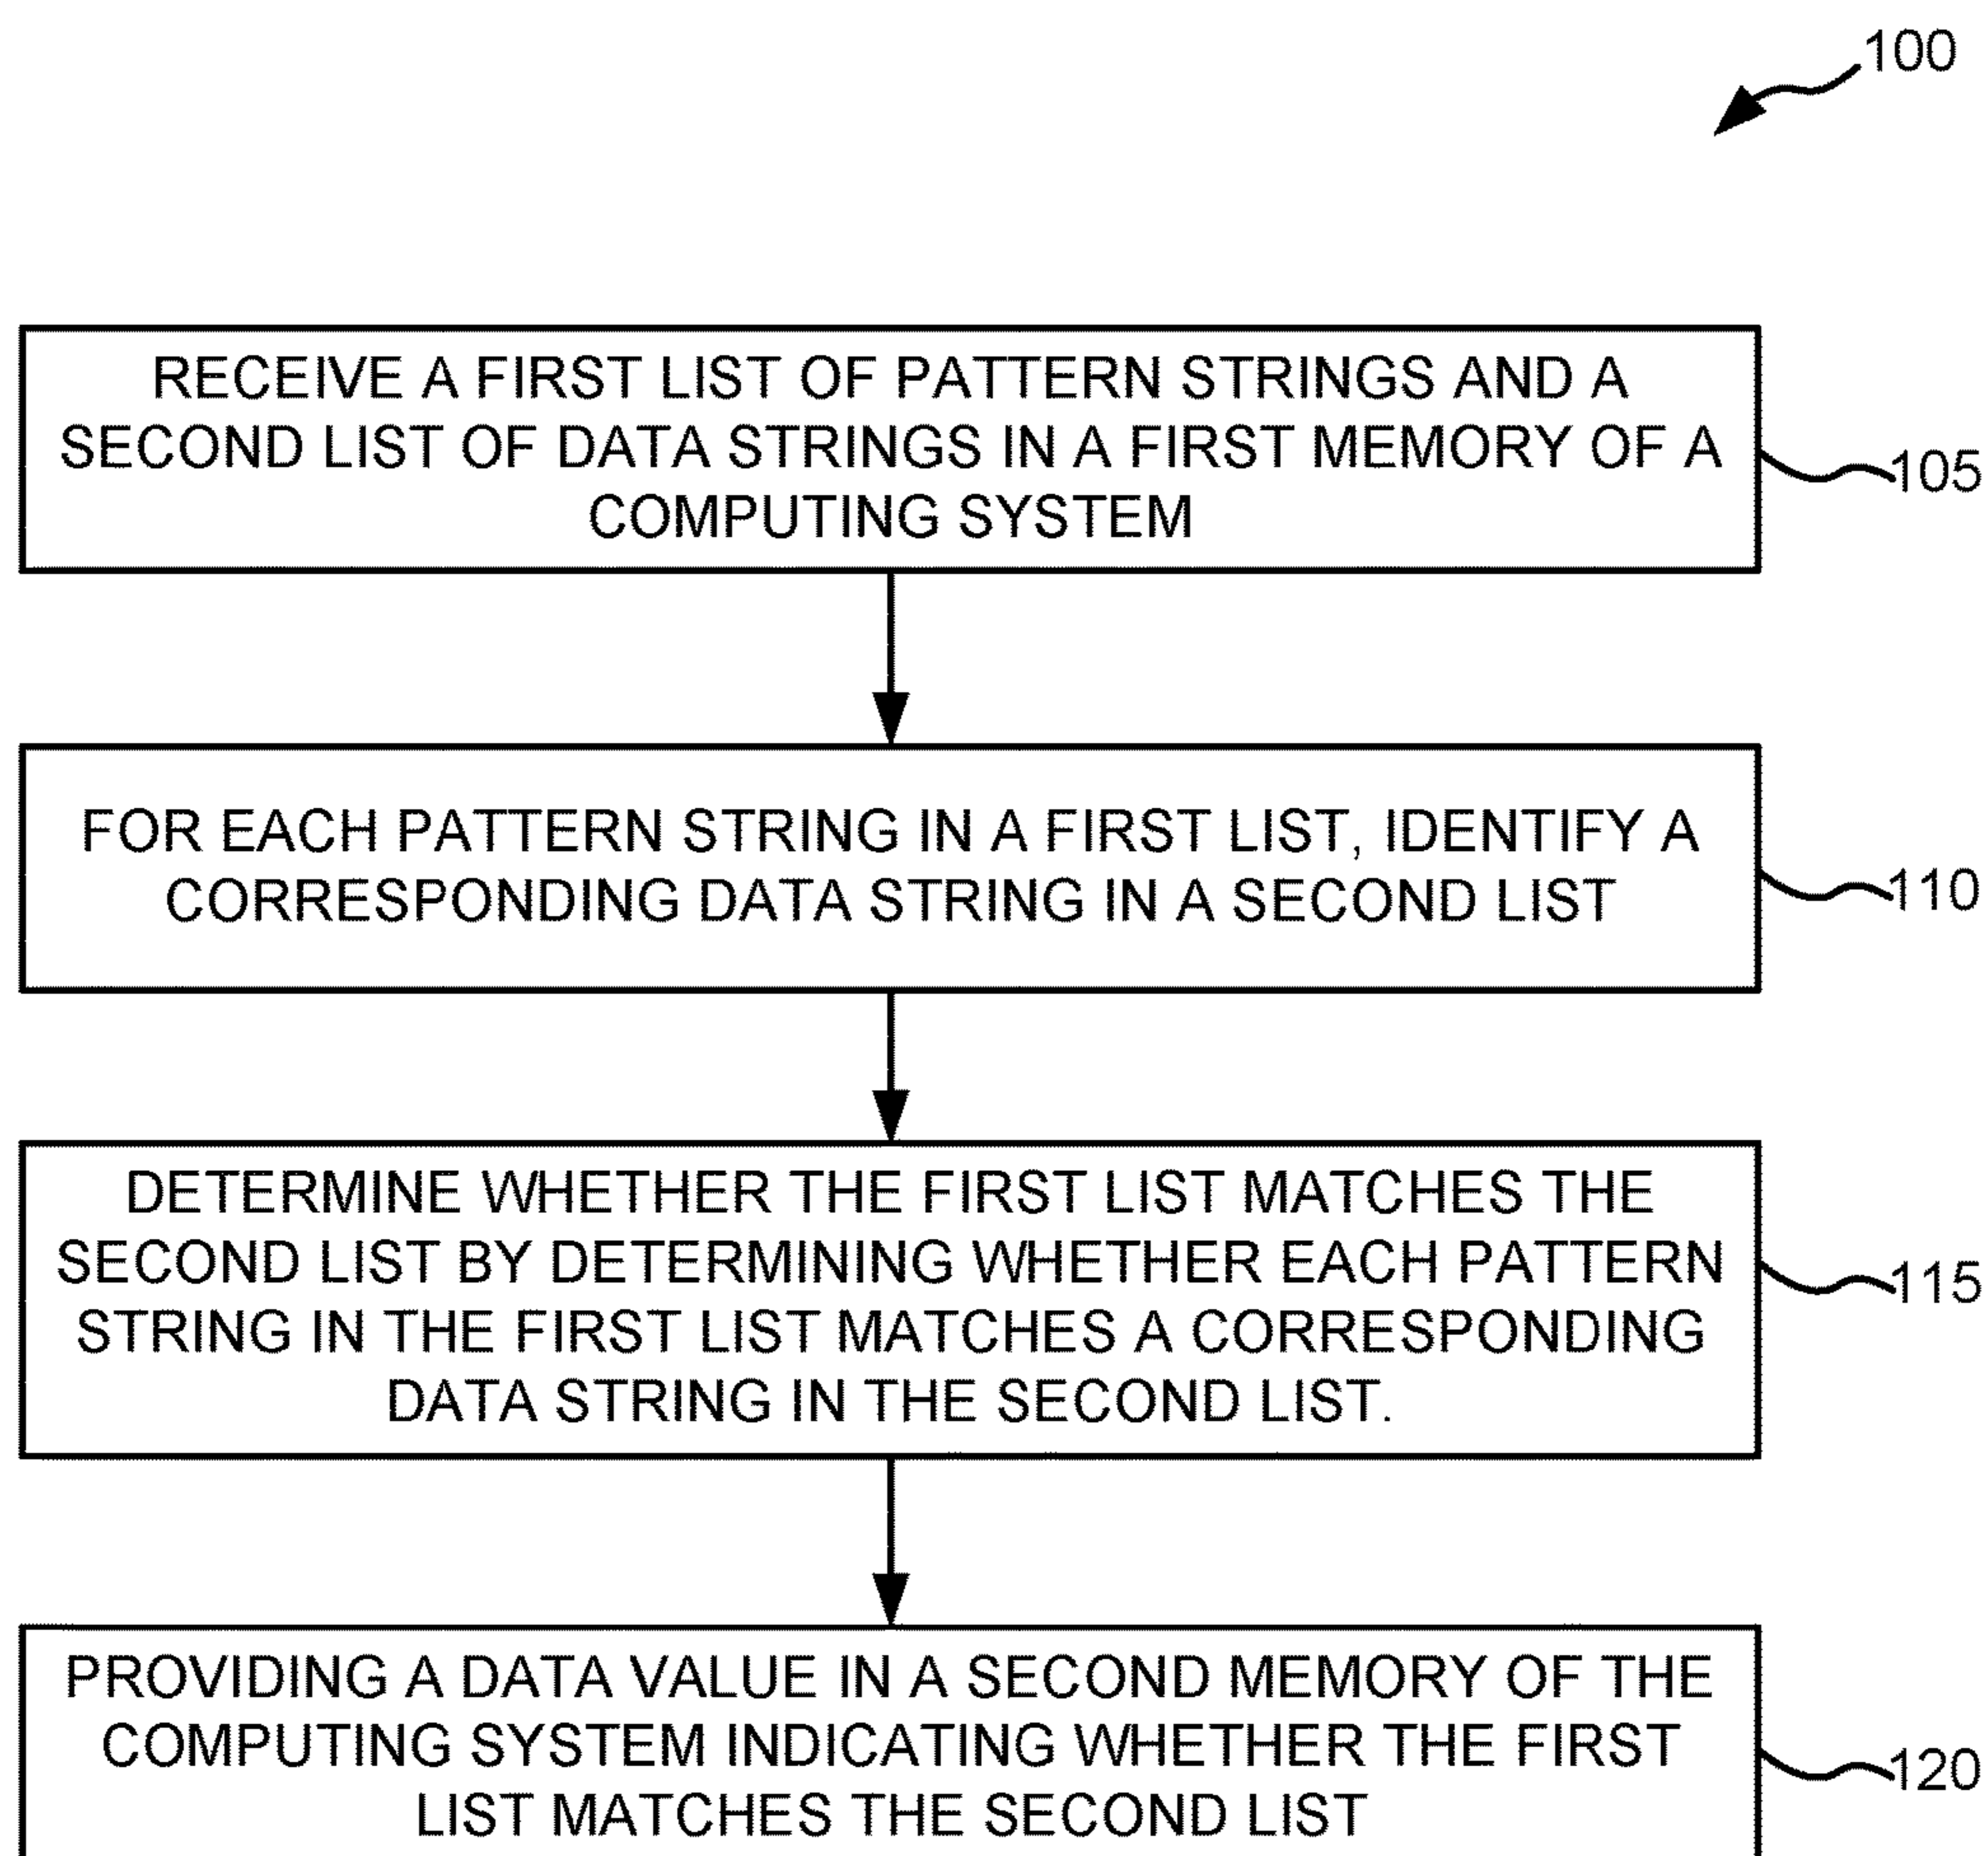 100
RECEIVE A FIRST LIST OF PATTERN STRINGS AND A
SECOND LIST OF DATA STRINGS IN A FIRST MEMORY OF A
COMPUTING SYSTEM
105
FOR EACH PATTERN STRING IN A FIRST LIST, IDENTIFY A
CORRESPONDING DATA STRING IN A SECOND LIST
110
DETERMINE WHETHER THE FIRST LIST MATCHES THE
SECOND LIST BY DETERMINING WHETHER EACH PATTERN
STRING IN THE FIRST LIST MATCHES A CORRESPONDING
DATA STRING IN THE SECOND LIST.
115
PROVIDING A DATA VALUE IN A SECOND MEMORY OF THE
COMPUTING SYSTEM INDICATING WHETHER THE FIRST
LIST MATCHES THE SECOND LIST
120